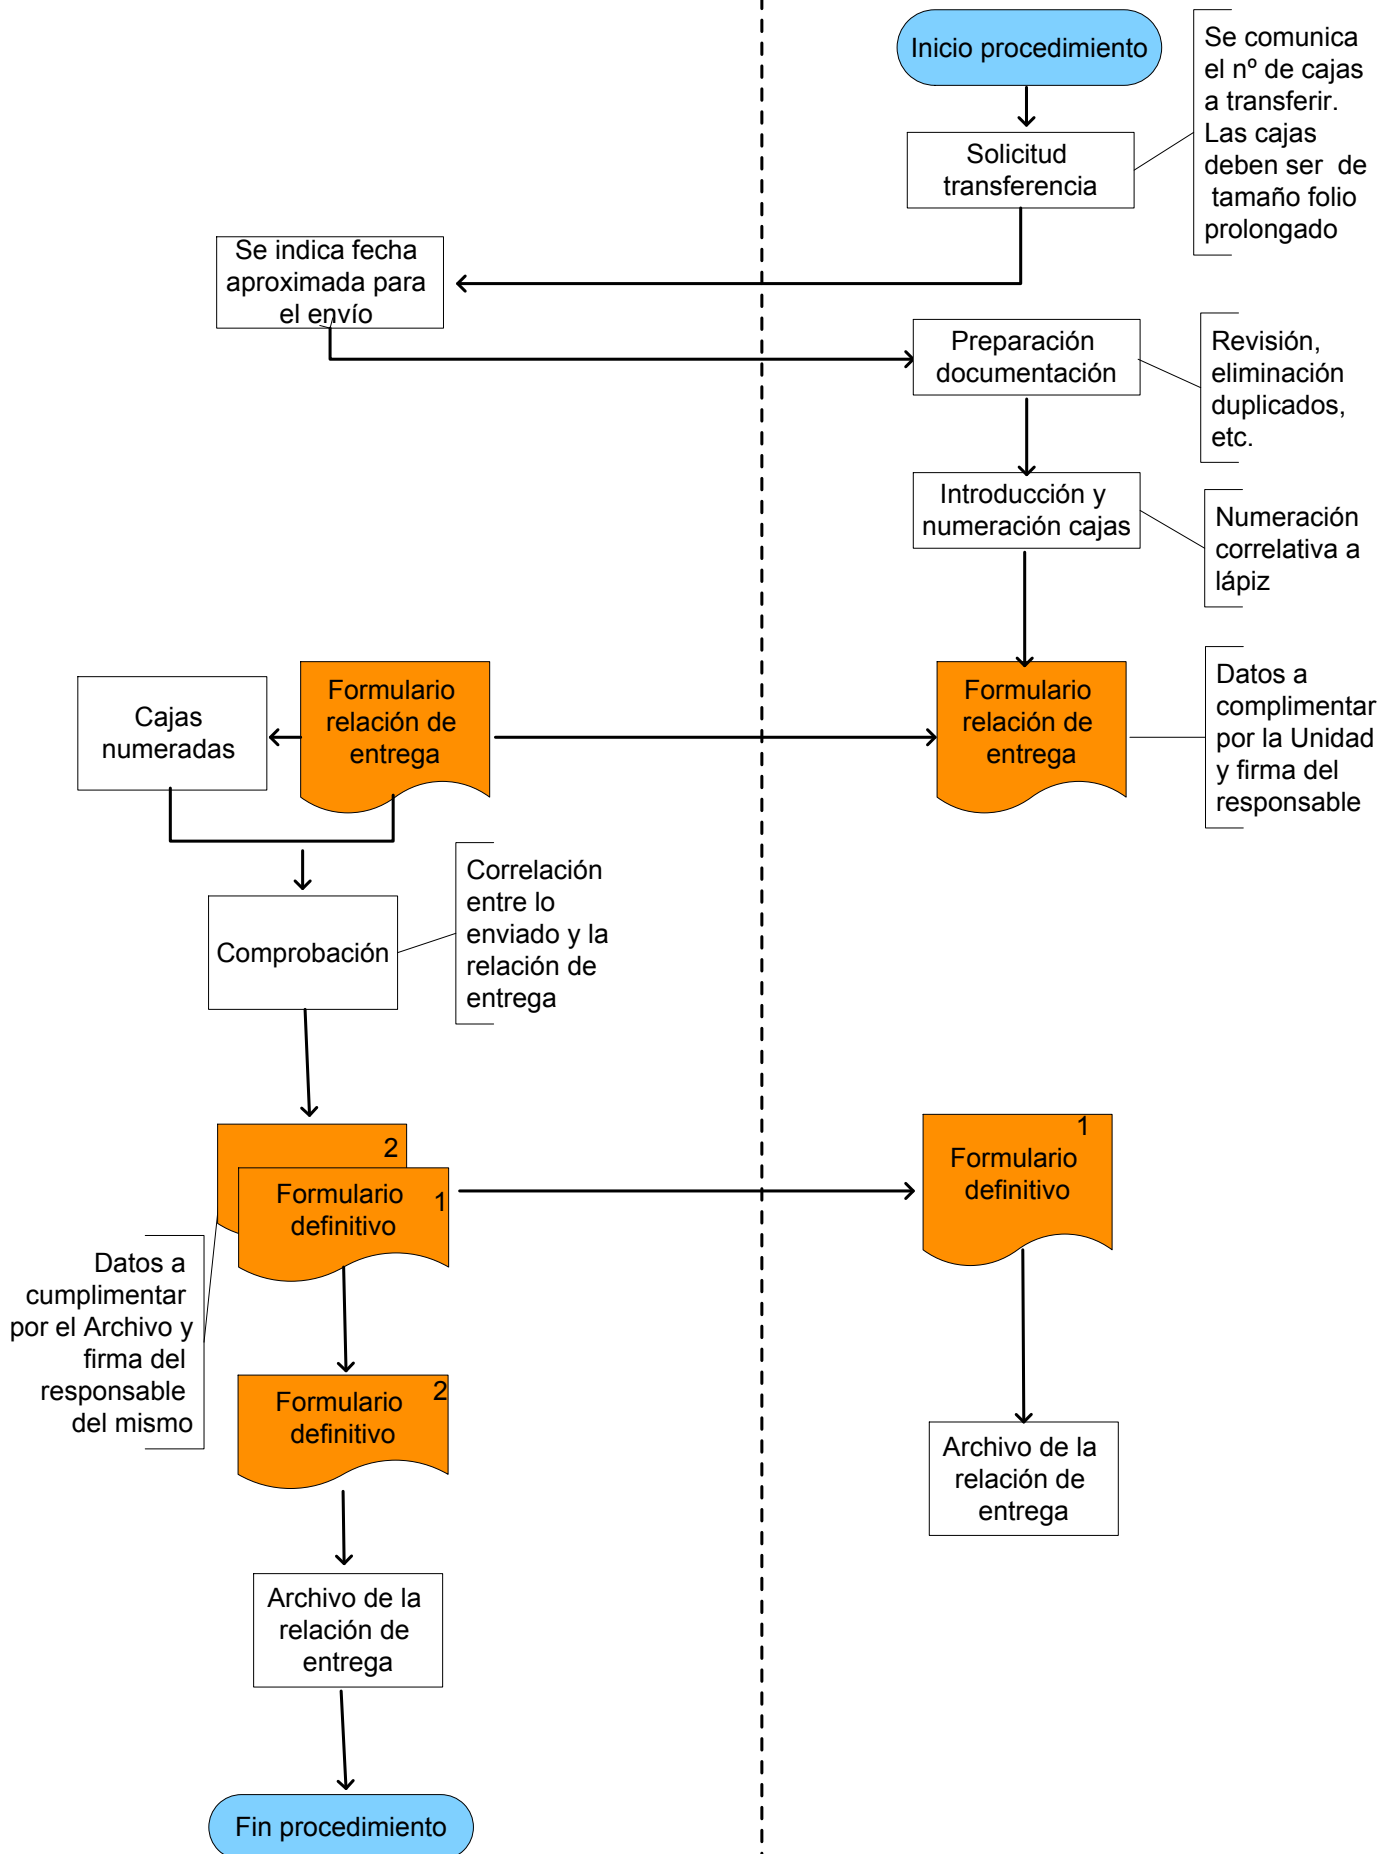 Inicio procedimiento
Se comunica
el nº de cajas
a transferir.
Las cajas
deben ser de
tamaño folio
prolongado
Solicitud
transferencia
Se indica fecha
aproximada para
el envío
Preparación
documentación
Revisión,
eliminación
duplicados,
etc.
Introducción y
numeración cajas
Numeración
correlativa a
lápiz
Cajas
numeradas
Formulario
relación de
entrega
Formulario
relación de
entrega
Datos a
complimentar
por la Unidad
y firma del
responsable
Comprobación
Correlación
entre lo
enviado y la
relación de
entrega
2
Formulario
definitivo
1
1
Formulario
definitivo
Datos a
cumplimentar
por el Archivo y
firma del
responsable
del mismo
Formulario
definitivo
2
Archivo de la
relación de
entrega
Archivo de la
relación de
entrega
Fin procedimiento